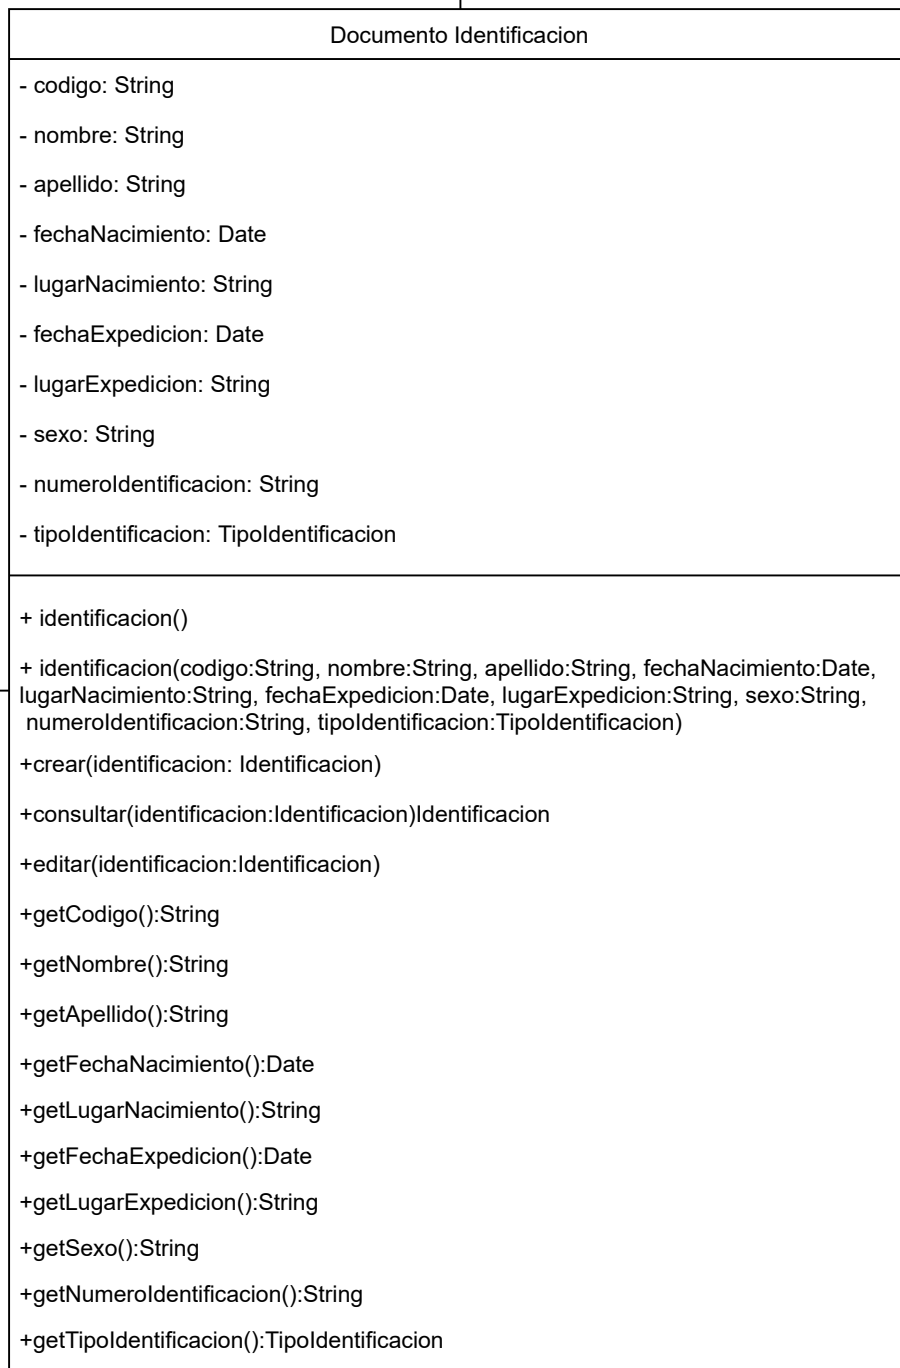 Documento Identificacion
- codigo: String
- nombre: String
- apellido: String
- fechaNacimiento: Date
- lugarNacimiento: String
- fechaExpedicion: Date
- lugarExpedicion: String
- sexo: String
- numeroIdentificacion: String
- tipoIdentificacion: TipoIdentificacion
+ identificacion()
+ identificacion(codigo:String, nombre:String, apellido:String, fechaNacimiento:Date,
lugarNacimiento:String, fechaExpedicion:Date, lugarExpedicion:String, sexo:String,
numeroIdentificacion:String, tipoIdentificacion:TipoIdentificacion)
+crear(identificacion: Identificacion)
+consultar(identificacion:Identificacion)Identificacion
+editar(identificacion:Identificacion)
+getCodigo():String
+getNombre():String
+getApellido():String
+getFechaNacimiento():Date
+getLugarNacimiento():String
+getFechaExpedicion():Date
+getLugarExpedicion():String
+getSexo():String
+getNumeroIdentificacion():String
+getTipoIdentificacion():TipoIdentificacion